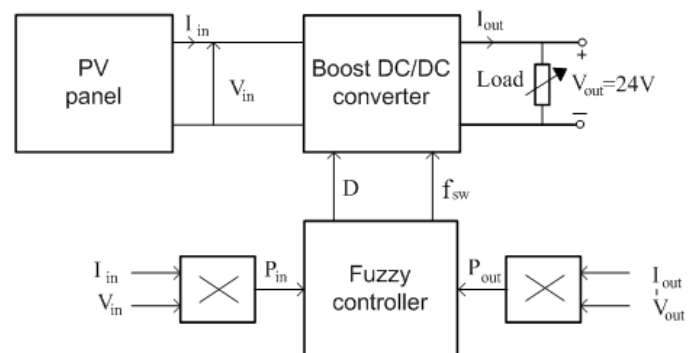 PV
panel
I in
V in
Boost DC/DC
converter
I out
Load
+
V out=24V
−
D
f sw
I in
V in
P in
Fuzzy
controller
P out
I out
V out